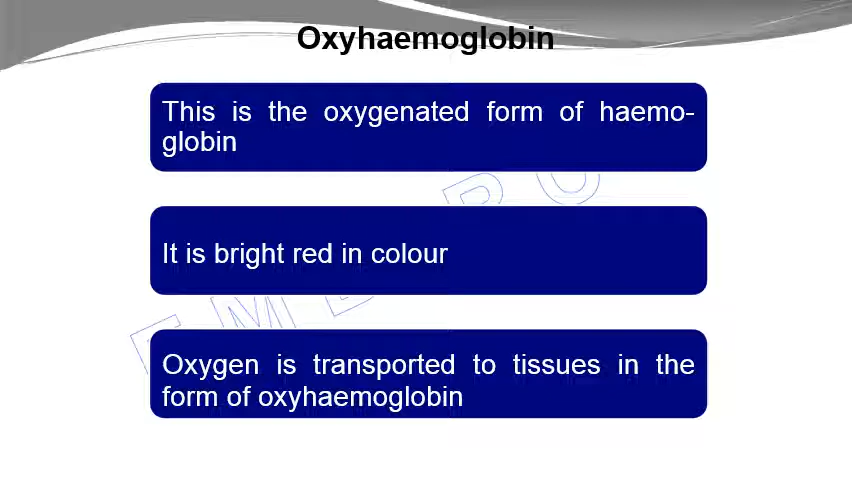 Oxyhaemoglobin
This is the oxygenated form of haemo-
globin
It is bright red in colour
Oxygen is transported to tissues in the
form of oxyhaemoglobin